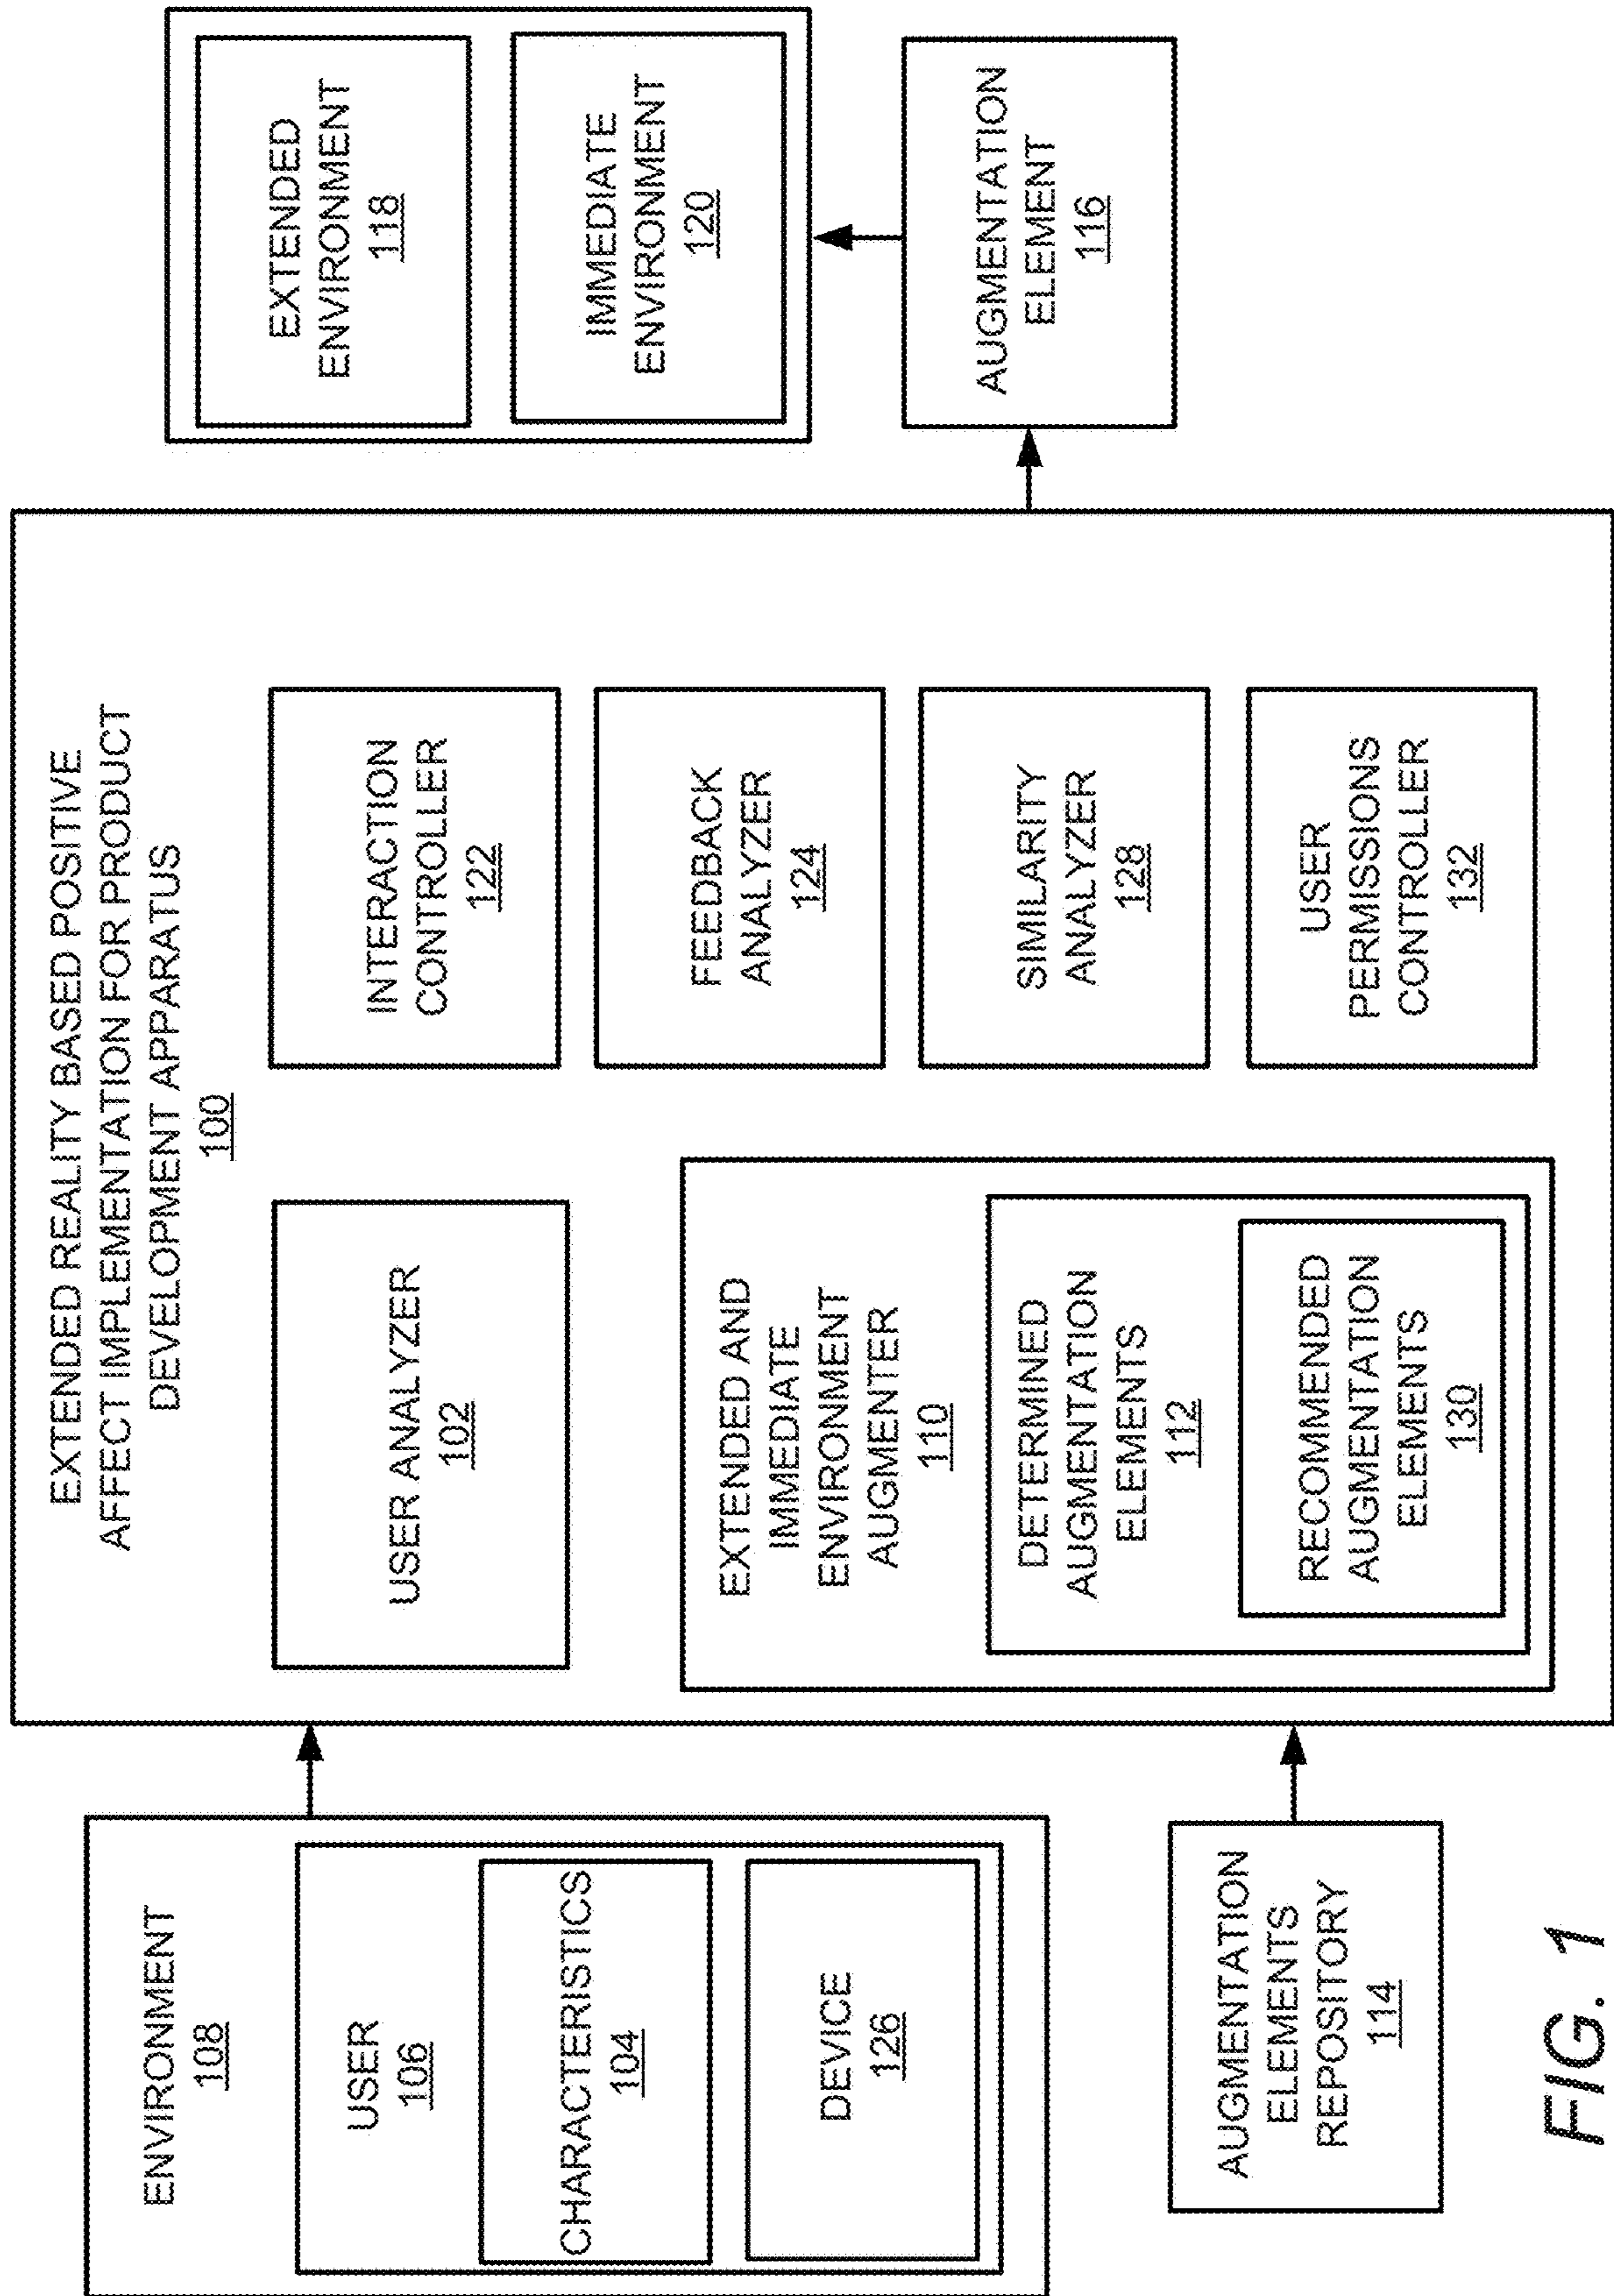 EXTENDED REALITY BASED POSITIVE
AFFECT IMPLEMENTATION FOR PRODUCT
DEVELOPMENT APPARATUS
100
ENVIRONMENT
108
USER
106
CHARACTERISTICS
104
DEVICE
126
AUGMENTATION
ELEMENTS
REPOSITORY
114
USER ANALYZER
102
EXTENDED AND
IMMEDIATE
ENVIRONMENT
AUGMENTER
110
DETERMINED
AUGMENTATION
ELEMENTS
112
RECOMMENDED
AUGMENTATION
ELEMENTS
130
INTERACTION
CONTROLLER
122
FEEDBACK
ANALYZER
124
SIMILARITY
ANALYZER
128
USER
PERMISSIONS
CONTROLLER
132
EXTENDED
ENVIRONMENT
118
IMMEDIATE
ENVIRONMENT
120
AUGMENTATION
ELEMENT
116
FIG. 1